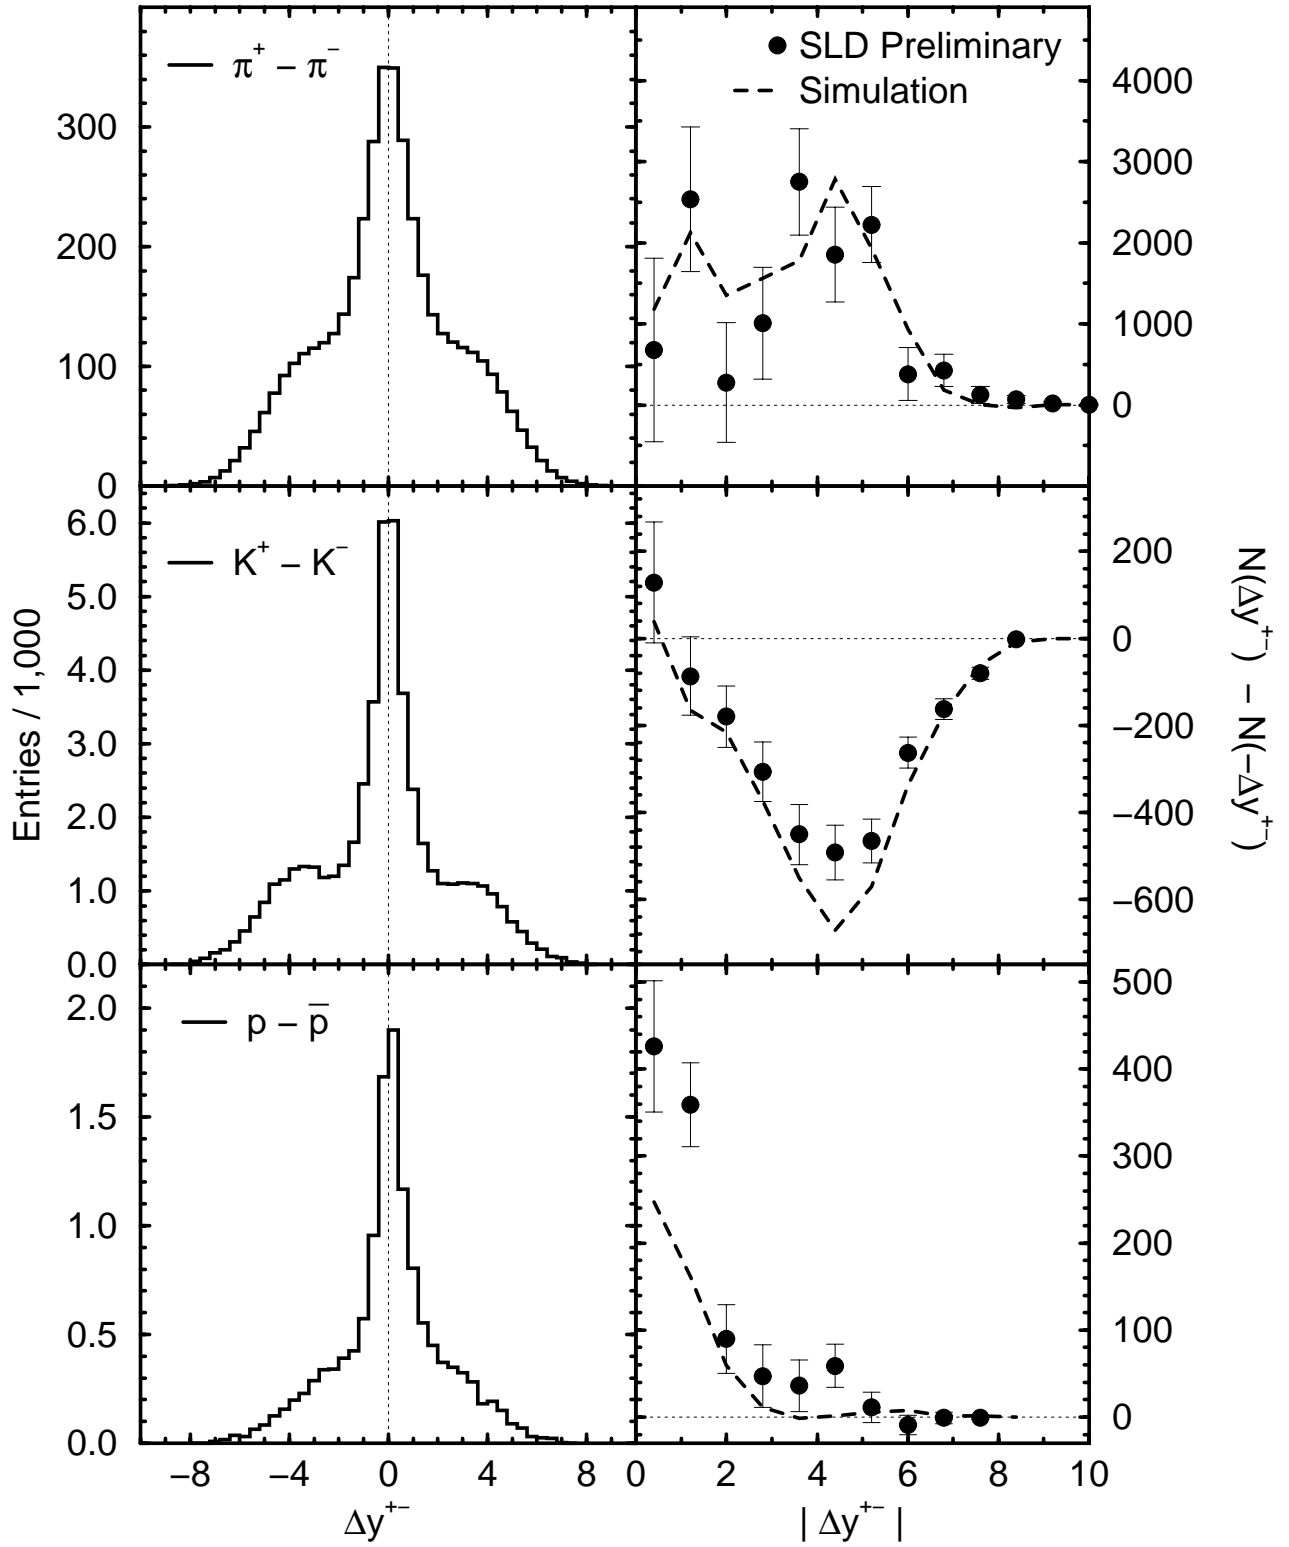 π⁺ – π⁻
300
200
100
0
SLD Preliminary
Simulation
4000
3000
2000
1000
0
K⁺ – K⁻
6.0
5.0
4.0
3.0
2.0
1.0
0.0
Entries / 1,000
200
0
–200
–400
–600
N(Δy⁺⁻) – N(–Δy⁺⁻)
p – p̅
2.0
1.5
1.0
0.5
0.0
500
400
300
200
100
0
–8 –4 0 4 8
0 2 4 6 8 10
Δy⁺⁻
| Δy⁺⁻ |